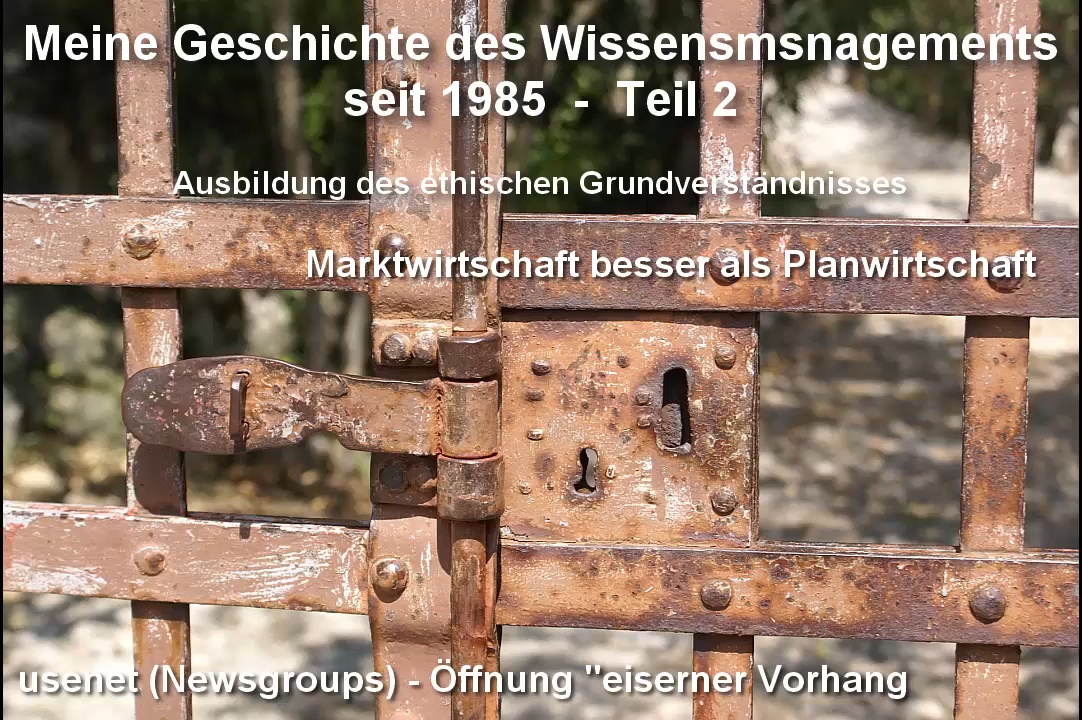 Meine Geschichte des Wissensmsnagements
seit 1985 - Teil 2
Ausbildung des ethischen Grundverständnisses
Marktwirtschaft besser als Planwirtschaft
usenet (Newsgroups) - Öffnung "eiserner Vorhang